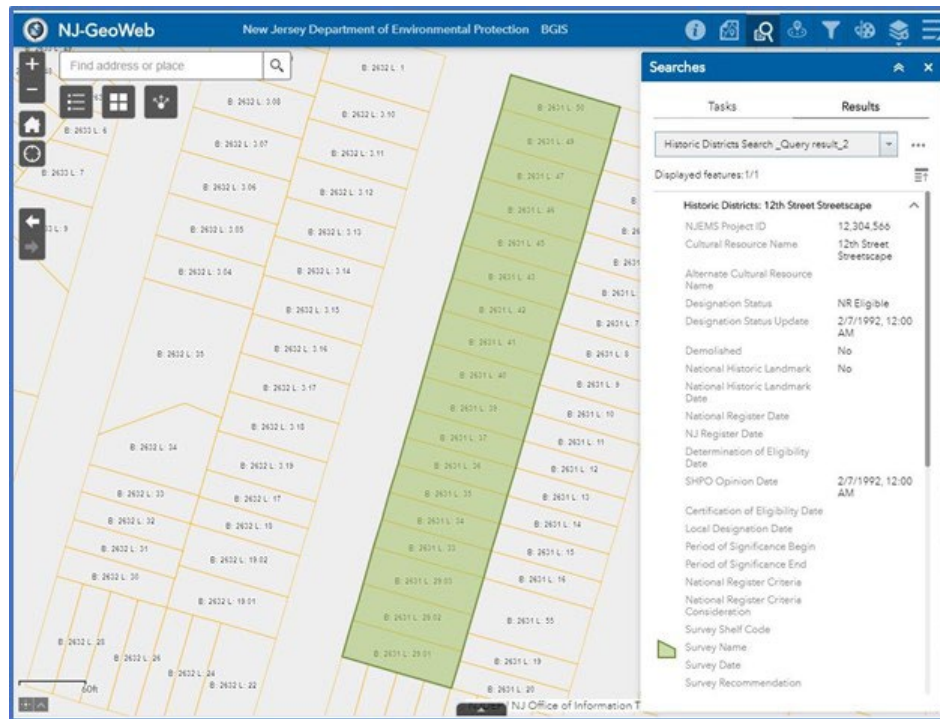 NJ-GeoWeb
New Jersey Department of Environmental Protection BGIS
Find address or place
Searches
Tasks
Results
Historic Districts Search _Query result_2
Displayed features: 1/1
Historic Districts: 12th Street Streetscape
NJEMS Project ID 12,304,566
Cultural Resource Name 12th Street
Streetscape
Alternate Cultural Resource
Name
Designation Status NR Eligible
Designation Status Update 2/7/1992, 12:00
AM
Demolished No
National Historic Landmark No
National Historic Landmark
Date
National Register Date
NJ Register Date
Determination of Eligibility
Date
SHPO Opinion Date 2/7/1992, 12:00
AM
Certification of Eligibility Date
Local Designation Date
Period of Significance Begin
Period of Significance End
National Register Criteria
National Register Criteria
Consideration
Survey Shelf Code
Survey Name
Survey Date
Survey Recommendation
B: 2632 L: 1
B: 2632 L: 3.08
B: 2632 L: 3.10
B: 2633 L: 6
B: 2632 L: 3.07
B: 2632 L: 3.11
B: 2633 L: 7
B: 2632 L: 3.06
B: 2632 L: 3.12
B: 2632 L: 3.05
B: 2632 L: 3.13
B: 2632 L: 3.04
B: 2632 L: 3.14
B: 2632 L: 3.15
B: 2632 L: 35
B: 2632 L: 3.16
B: 2632 L: 3.17
B: 2632 L: 3.18
B: 2632 L: 34
B: 2632 L: 3.19
B: 2632 L: 33
B: 2632 L: 17
B: 2632 L: 32
B: 2632 L: 18
B: 2632 L: 31
B: 2632 L: 19.02
B: 2632 L: 30
B: 2632 L: 19.01
B: 2632 L: 28
B: 2632 L: 26
B: 2632 L: 24
B: 2632 L: 22
B: 2631 L: 50
B: 2631 L: 49
B: 2631 L: 47
B: 2631 L: 46
B: 2631 L: 45
B: 2631 L: 43
B: 2631 L: 42
B: 2631 L: 41
B: 2631 L: 40
B: 2631 L: 39
B: 2631 L: 37
B: 2631 L: 36
B: 2631 L: 35
B: 2631 L: 34
B: 2631 L: 33
B: 2631 L: 29.03
B: 2631 L: 29.02
B: 2631 L: 29.01
B: 2631 L: 8
B: 2631 L: 9
B: 2631 L: 10
B: 2631 L: 11
B: 2631 L: 12
B: 2631 L: 13
B: 2631 L: 14
B: 2631 L: 15
B: 2631 L: 16
B: 2631 L: 55
B: 2631 L: 19
B: 2631 L: 20
60ft
NJ Office of Information T